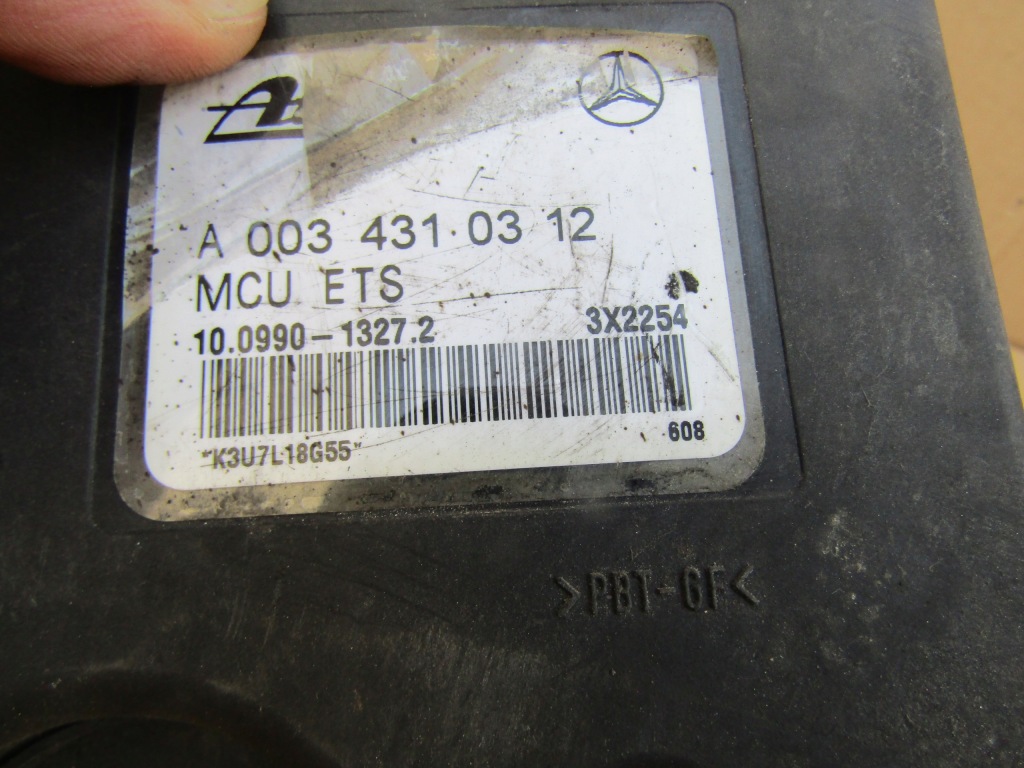 A 003 431 03 12
MCU ETS
10.0990-1327.2 3X2254
608
"K3U7L18G55"
>PBT-GF<